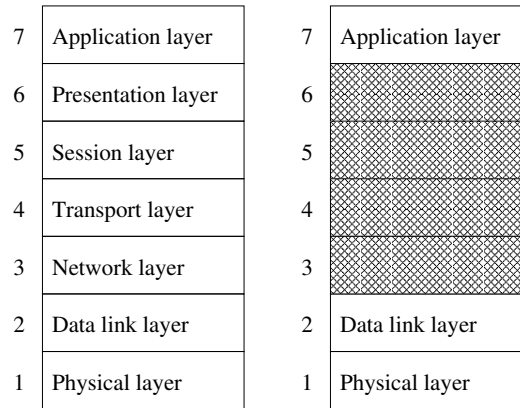 7 Application layer 7 Application layer
6 Presentation layer 6
5 Session layer 5
4 Transport layer 4
3 Network layer 3
2 Data link layer 2 Data link layer
1 Physical layer 1 Physical layer